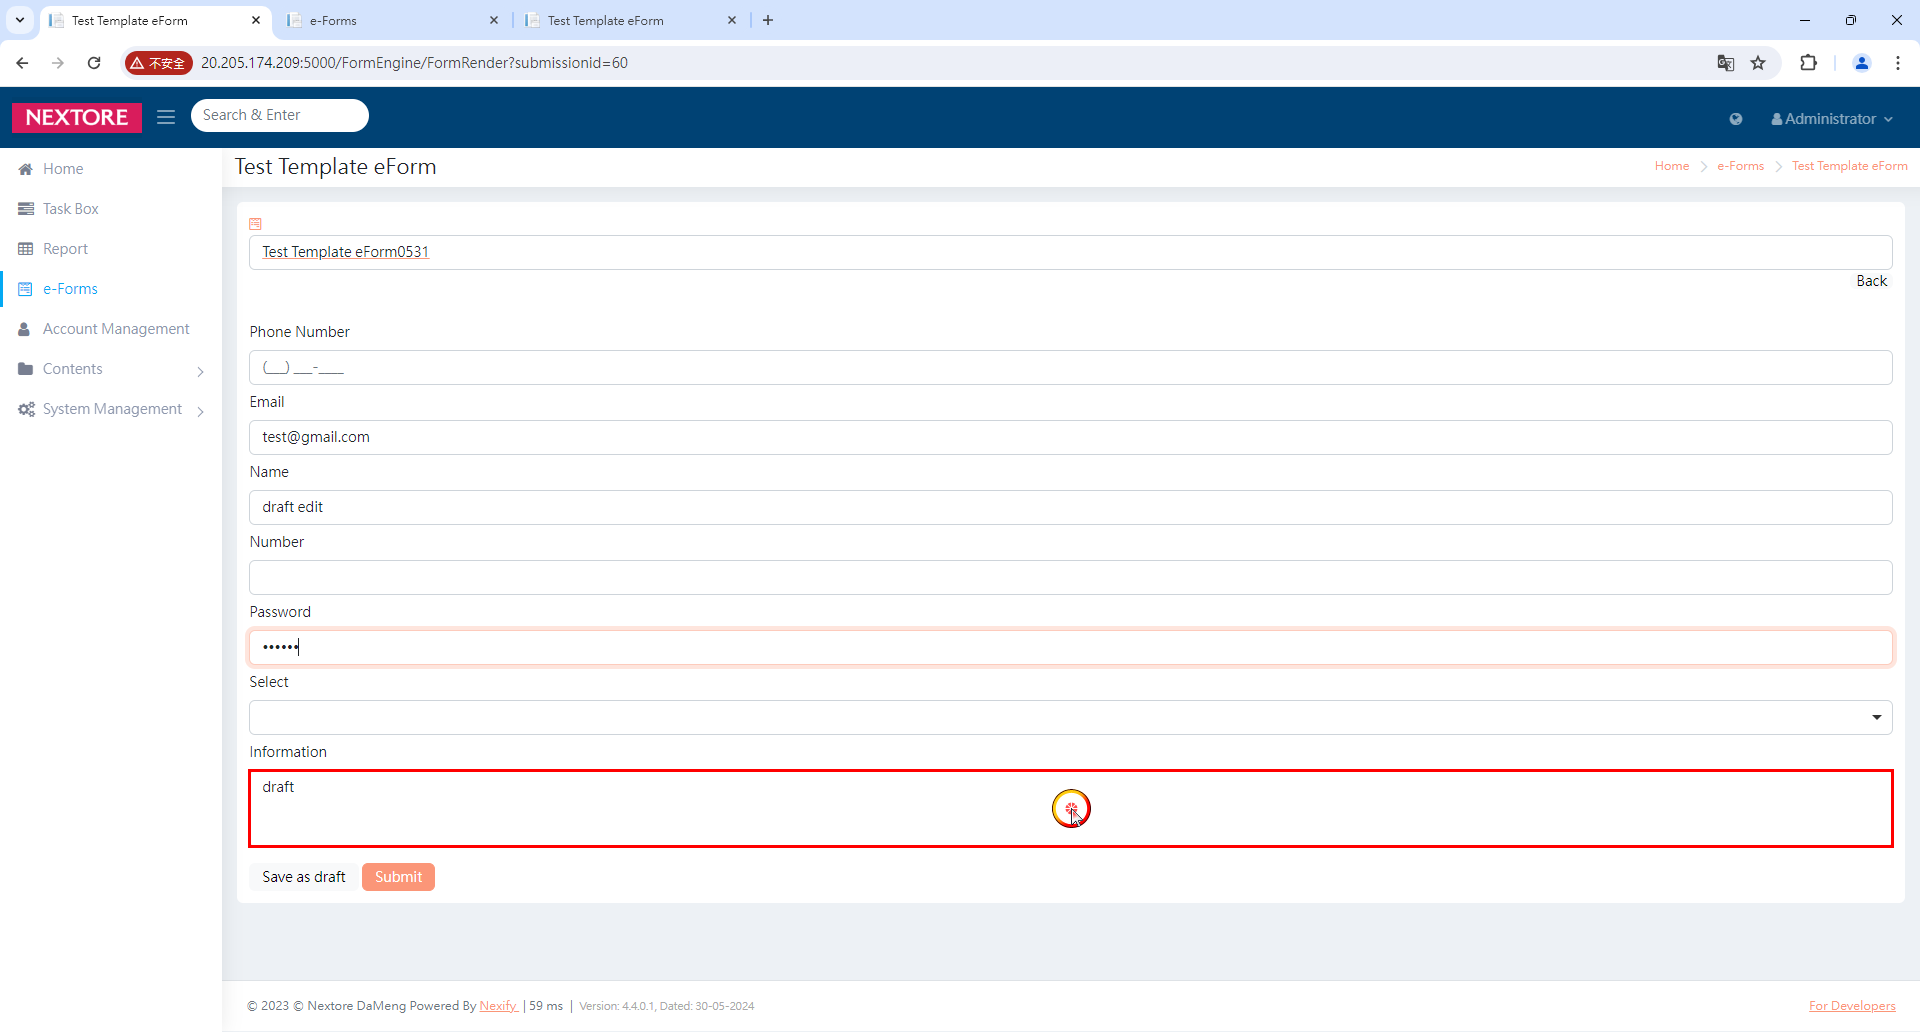 Test Template eForm
e-Forms
Test Template eForm
不安全
20.205.174.209:5000/FormEngine/FormRender?submissionid=60
NEXTORE
Search & Enter
Administrator
Home
Task Box
Report
e-Forms
Account Management
Contents
System Management
Test Template eForm
Home
e-Forms
Test Template eForm
Test Template eForm0531
Back
Phone Number
(___) ___-____
Email
test@gmail.com
Name
draft edit
Number
Password
••••••
Select
Information
draft
Save as draft
Submit
© 2023 © Nextore DaMeng Powered By Nexify | 59 ms | Version: 4.4.0.1, Dated: 30-05-2024
For Developers